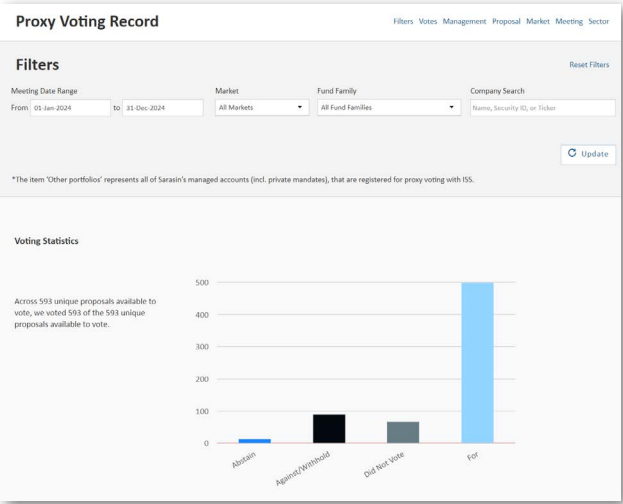 Proxy Voting Record
Filters Votes Management Proposal Market Meeting Sector
Filters
Reset Filters
Meeting Date Range
Market
Fund Family
Company Search
From 01-Jan-2024 to 31-Dec-2024
All Markets
All Fund Families
Name, Security ID, or Ticker
Update
*The item 'Other portfolios' represents all of Sarasin's managed accounts (incl. private mandates), that are registered for proxy voting with ISS.
Voting Statistics
Across 593 unique proposals available to
vote, we voted 593 of the 593 unique
proposals available to vote.
500
400
300
200
100
0
Abstain
Against/Withhold
Did Not Vote
For